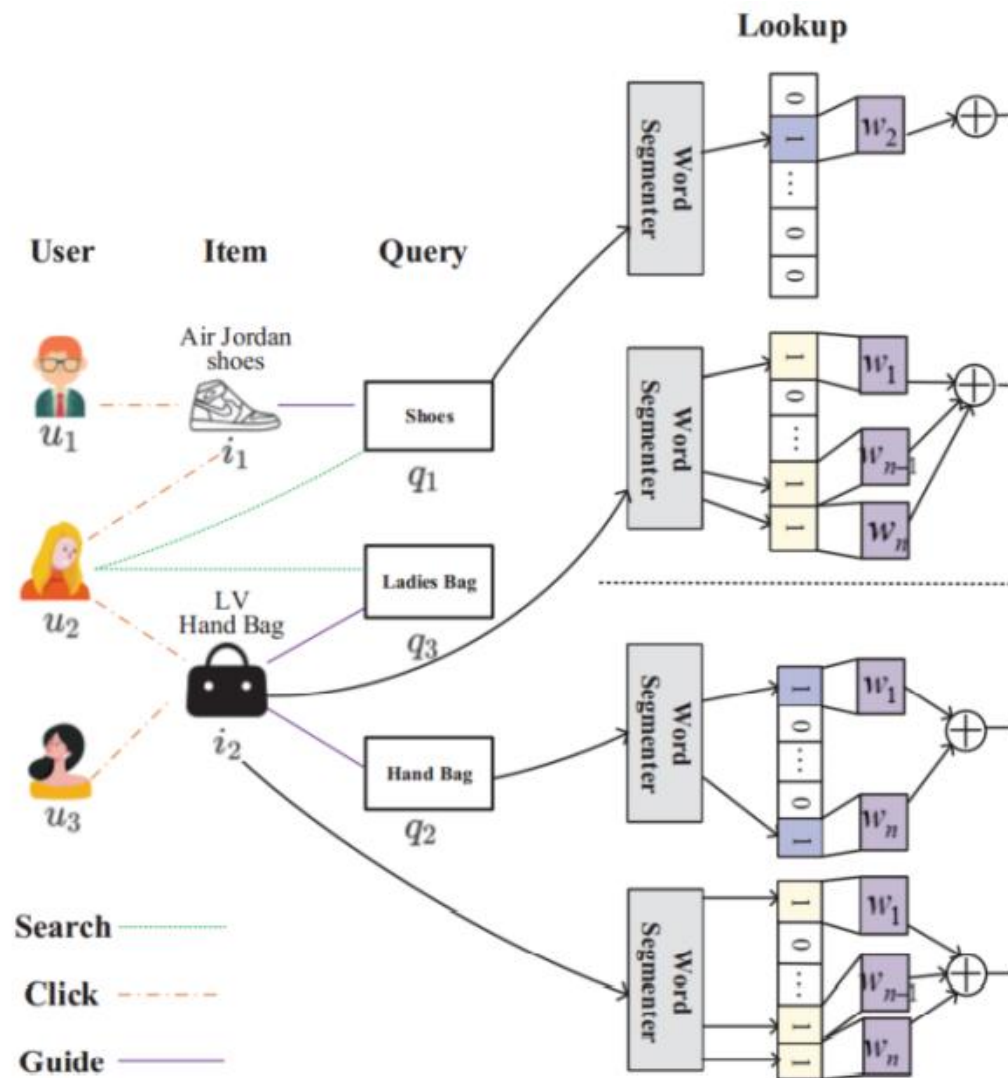 Lookup
User
Item
Query
Air Jordan
shoes
u1
i1
Shoes
q1
u2
LV
Hand Bag
Ladies Bag
q3
u3
i2
Hand Bag
q2
Search
Click
Guide
Word
Segmenter
0
1
...
0
0
w2
Word
Segmenter
1
0
...
1
1
w1
wn-1
wn
Word
Segmenter
1
0
...
0
1
w1
wn
Word
Segmenter
1
0
...
1
1
w1
wn-1
wn